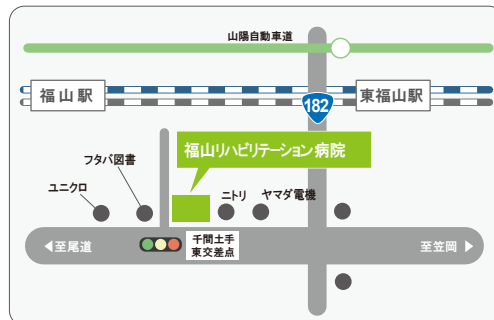 山陽自動車道
福山駅
東福山駅
182
福山リハビリテーション病院
フタバ図書
ユニクロ
ニトリ
ヤマダ電機
千間土手
東交差点
◀至尾道
至笠岡▶